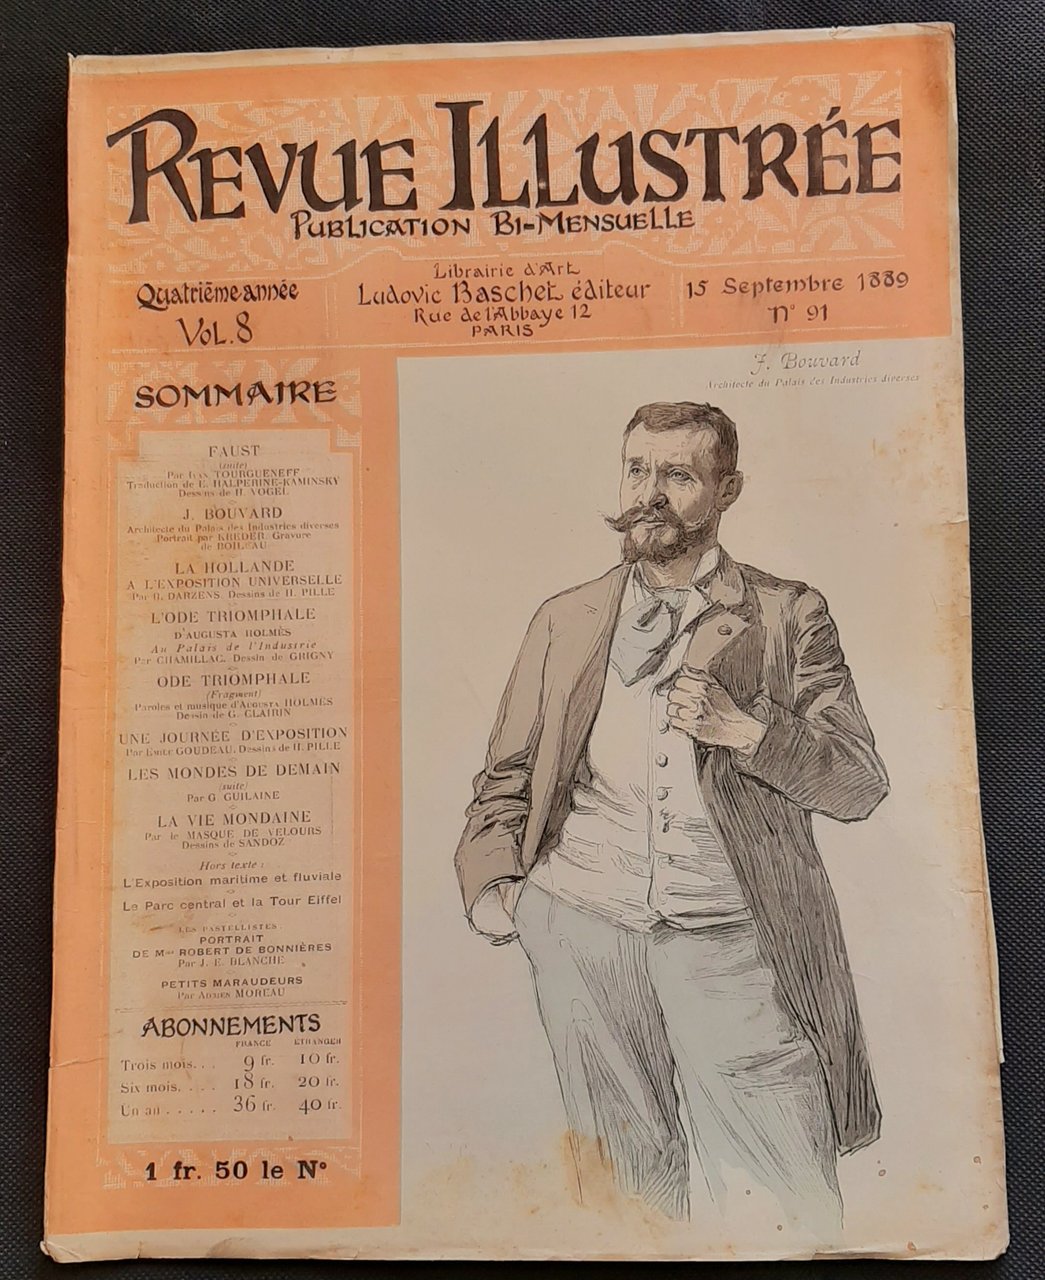 REVUE ILLUSTRÉE
PUBLICATION BI-MENSUELLE
Quatrième année
VOL. 8
Librairie d'Art
Ludovic Baschet éditeur
Rue de l'Abbaye 12
PARIS
15 Septembre 1889
N° 91
J. Bouvard
Architecte du Palais des Industries diverses
SOMMAIRE
FAUST
(suite)
Par IVAN TOURGUENEFF
Traduction de E. HALPERINE-KAMINSKY
Dessins de H. VOGEL
J. BOUVARD
Architecte du Palais des Industries diverses
Portrait par KREDER. Gravure
de BOILEAU
LA HOLLANDE
A L'EXPOSITION UNIVERSELLE
Par R. DARZENS. Dessins de H. PILLE
L'ODE TRIOMPHALE
D'AUGUSTA HOLMÈS
Au Palais de l'Industrie
Par CHAMILLAC. Dessin de GRIGNY
ODE TRIOMPHALE
(Fragment)
Paroles et musique d'AUGUSTA HOLMÈS
Dessin de G. CLAIRIN
UNE JOURNÉE D'EXPOSITION
Par Émile GOUDEAU. Dessins de H. PILLE
LES MONDES DE DEMAIN
(suite)
Par G. GUILAINE
LA VIE MONDAINE
Par le MASQUE DE VELOURS
Dessins de SANDOZ
Hors texte :
L'Exposition maritime et fluviale
Le Parc central et la Tour Eiffel
LES PASTELLISTES.
PORTRAIT
DE Mme ROBERT DE BONNIÈRES
Par J. E. BLANCHE
PETITS MARAUDEURS
Par ADRIEN MOREAU
ABONNEMENTS
FRANCE ETRANGER
Trois mois. . . 9 fr. 10 fr.
Six mois. . . . 18 fr. 20 fr.
Un an . . . . . 36 fr. 40 fr.
1 fr. 50 le N°